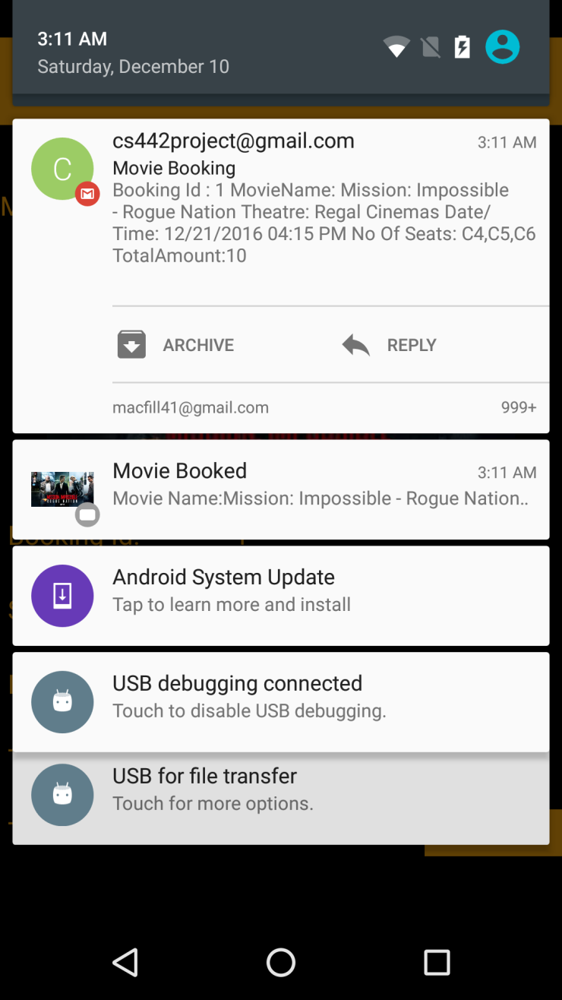 3:11 AM
Saturday, December 10
C
cs442project@gmail.com 3:11 AM
Movie Booking
Booking Id : 1 MovieName: Mission: Impossible
- Rogue Nation Theatre: Regal Cinemas Date/
Time: 12/21/2016 04:15 PM No Of Seats: C4,C5,C6
TotalAmount:10
ARCHIVE REPLY
macfill41@gmail.com 999+
Movie Booked 3:11 AM
Movie Name:Mission: Impossible - Rogue Nation..
Android System Update
Tap to learn more and install
USB debugging connected
Touch to disable USB debugging.
USB for file transfer
Touch for more options.